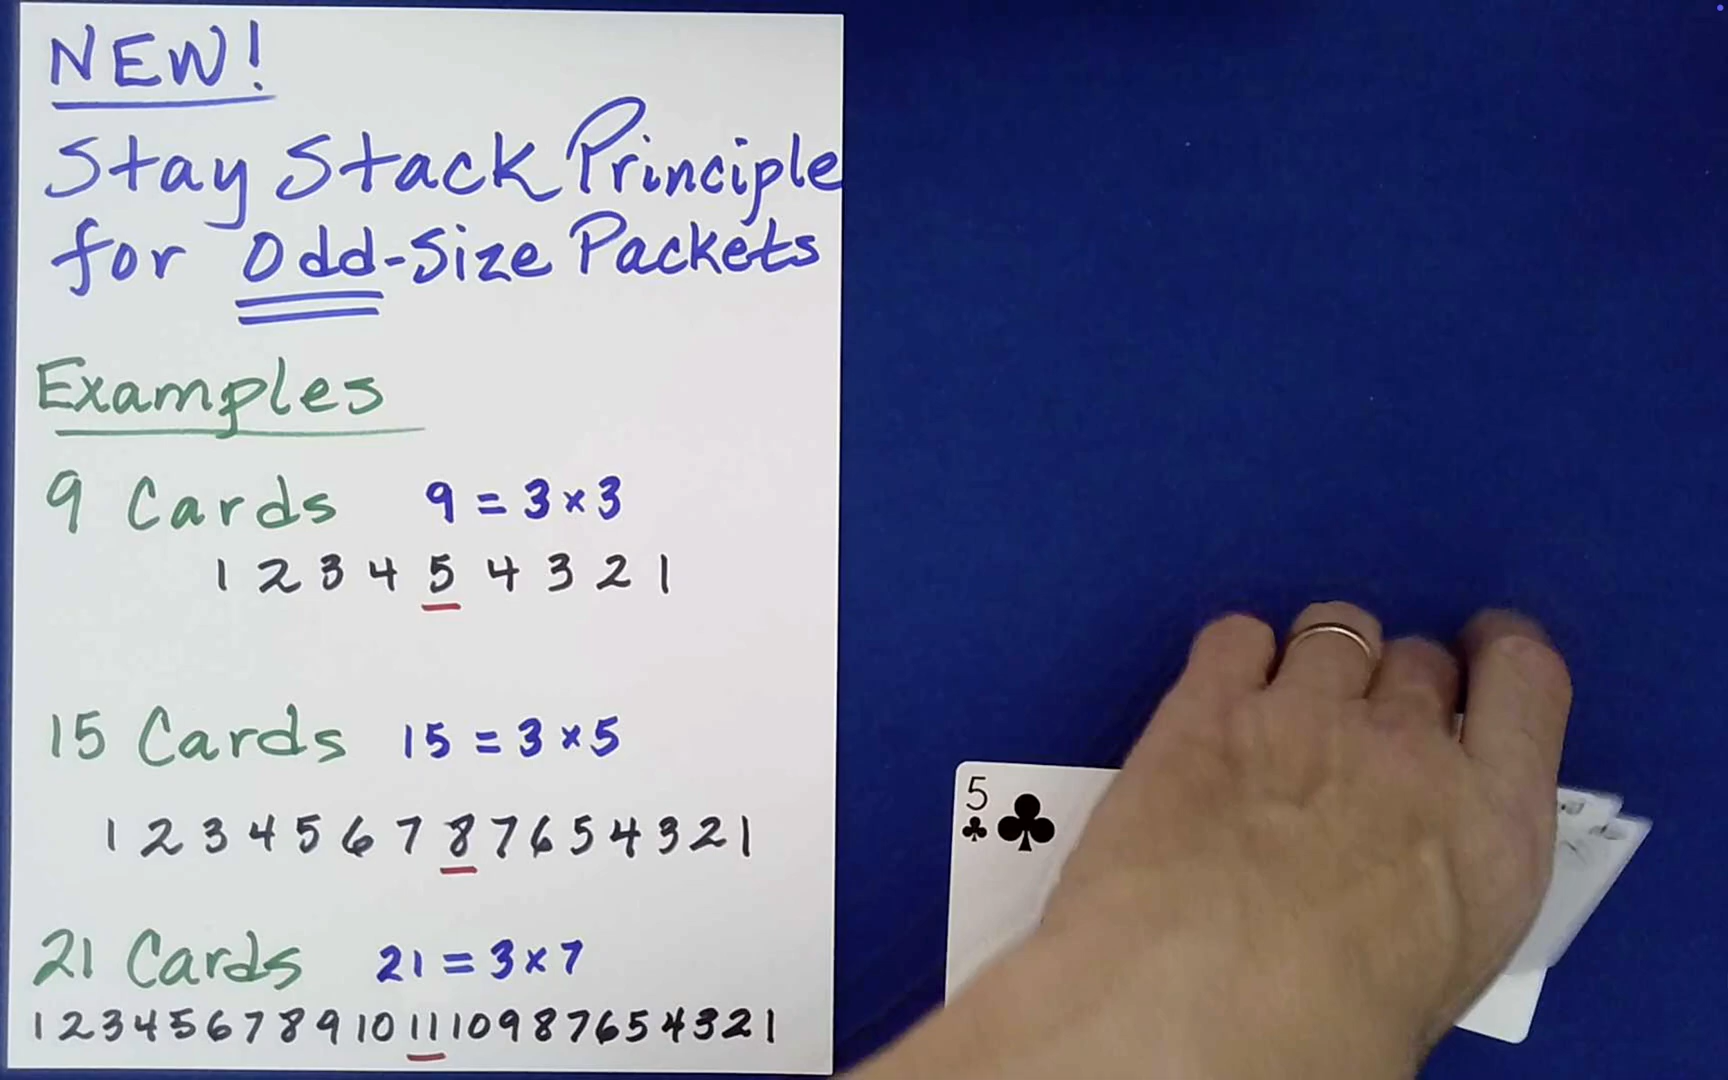 NEW!
Stay Stack Principle
for Odd-Size Packets
Examples
9 Cards 9 = 3 × 3
1 2 3 4 5 4 3 2 1
15 Cards 15 = 3 × 5
1 2 3 4 5 6 7 8 7 6 5 4 3 2 1
21 Cards 21 = 3 × 7
1 2 3 4 5 6 7 8 9 10 11 10 9 8 7 6 5 4 3 2 1
5